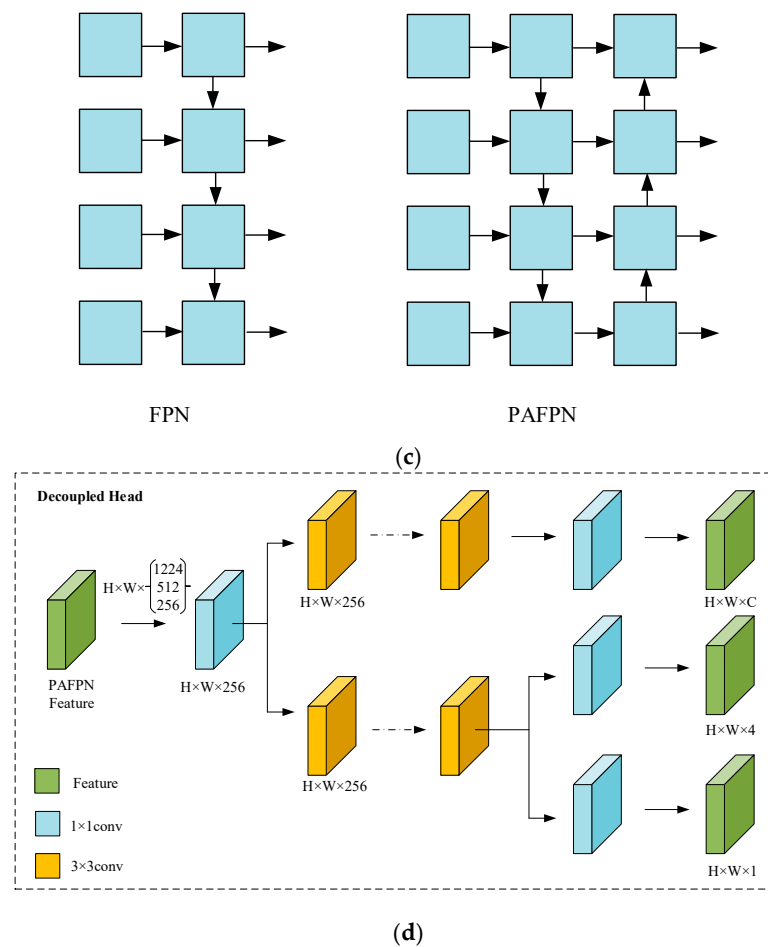 FPN
PAFPN
(c)
Decoupled Head
H×W×
1224
512
256
PAFPN
Feature
H×W×256
H×W×256
H×W×256
H×W×C
H×W×4
H×W×1
Feature
1×1conv
3×3conv
(d)